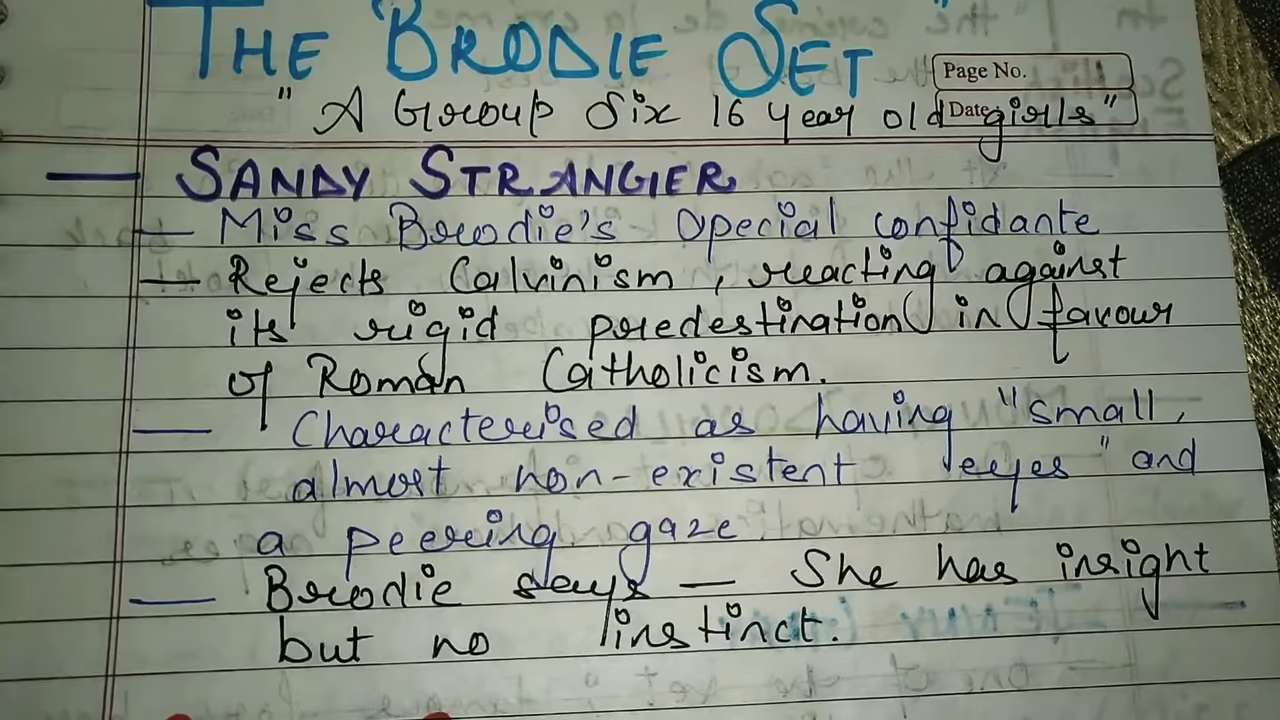 THE "BRODIE SET"
Page No.
Date
"A Group Six 16 year old girls"
— SANDY STRANGER
— Miss Brodie's special confidante
— Rejects Calvinism, reacting against
its rigid predestination in favour
of Roman Catholicism.
— Characterised as having "small,
almost non-existent eyes" and
a peering gaze
— Brodie says — She has insight
but no instinct.